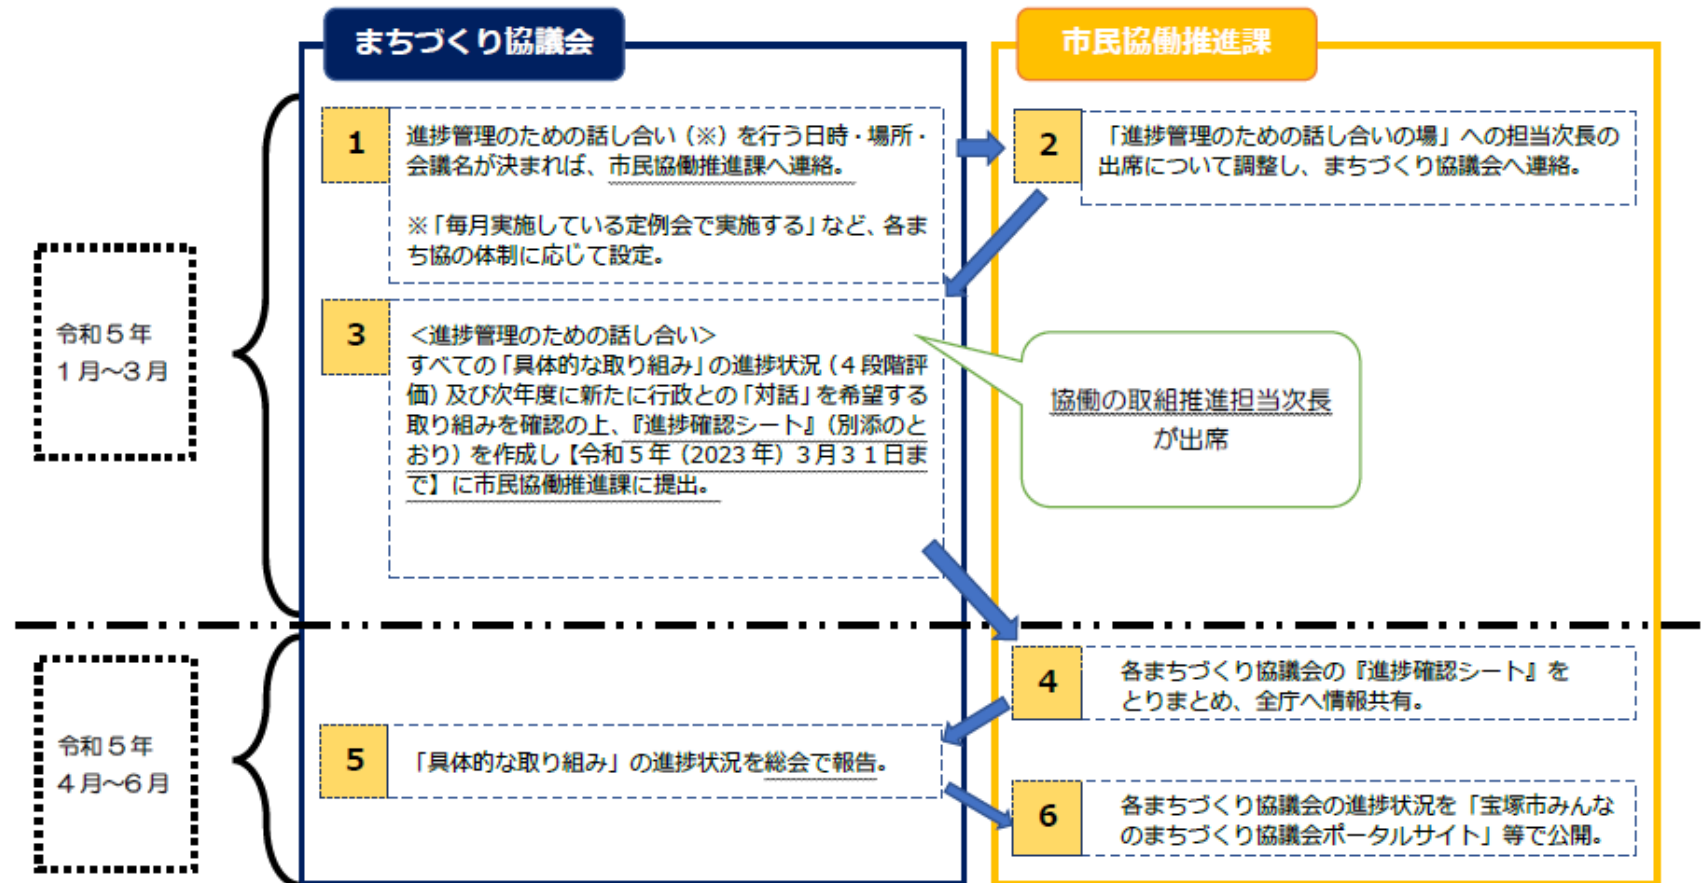 まちづくり協議会
市民協働推進課
令和５年
１月～３月
1
進捗管理のための話し合い（※）を行う日時・場所・
会議名が決まれば、市民協働推進課へ連絡。
※「毎月実施している定例会で実施する」など、各ま
ち協の体制に応じて設定。
2
「進捗管理のための話し合いの場」への担当次長の
出席について調整し、まちづくり協議会へ連絡。
3
＜進捗管理のための話し合い＞
すべての「具体的な取り組み」の進捗状況（４段階評
価）及び次年度に新たに行政との「対話」を希望する
取り組みを確認の上、『進捗確認シート』（別添のと
おり）を作成し【令和５年（2023年）３月３１日ま
で】に市民協働推進課に提出。
協働の取組推進担当次長
が出席
令和５年
４月～６月
4
各まちづくり協議会の『進捗確認シート』を
とりまとめ、全庁へ情報共有。
5
「具体的な取り組み」の進捗状況を総会で報告。
6
各まちづくり協議会の進捗状況を「宝塚市みんな
のまちづくり協議会ポータルサイト」等で公開。